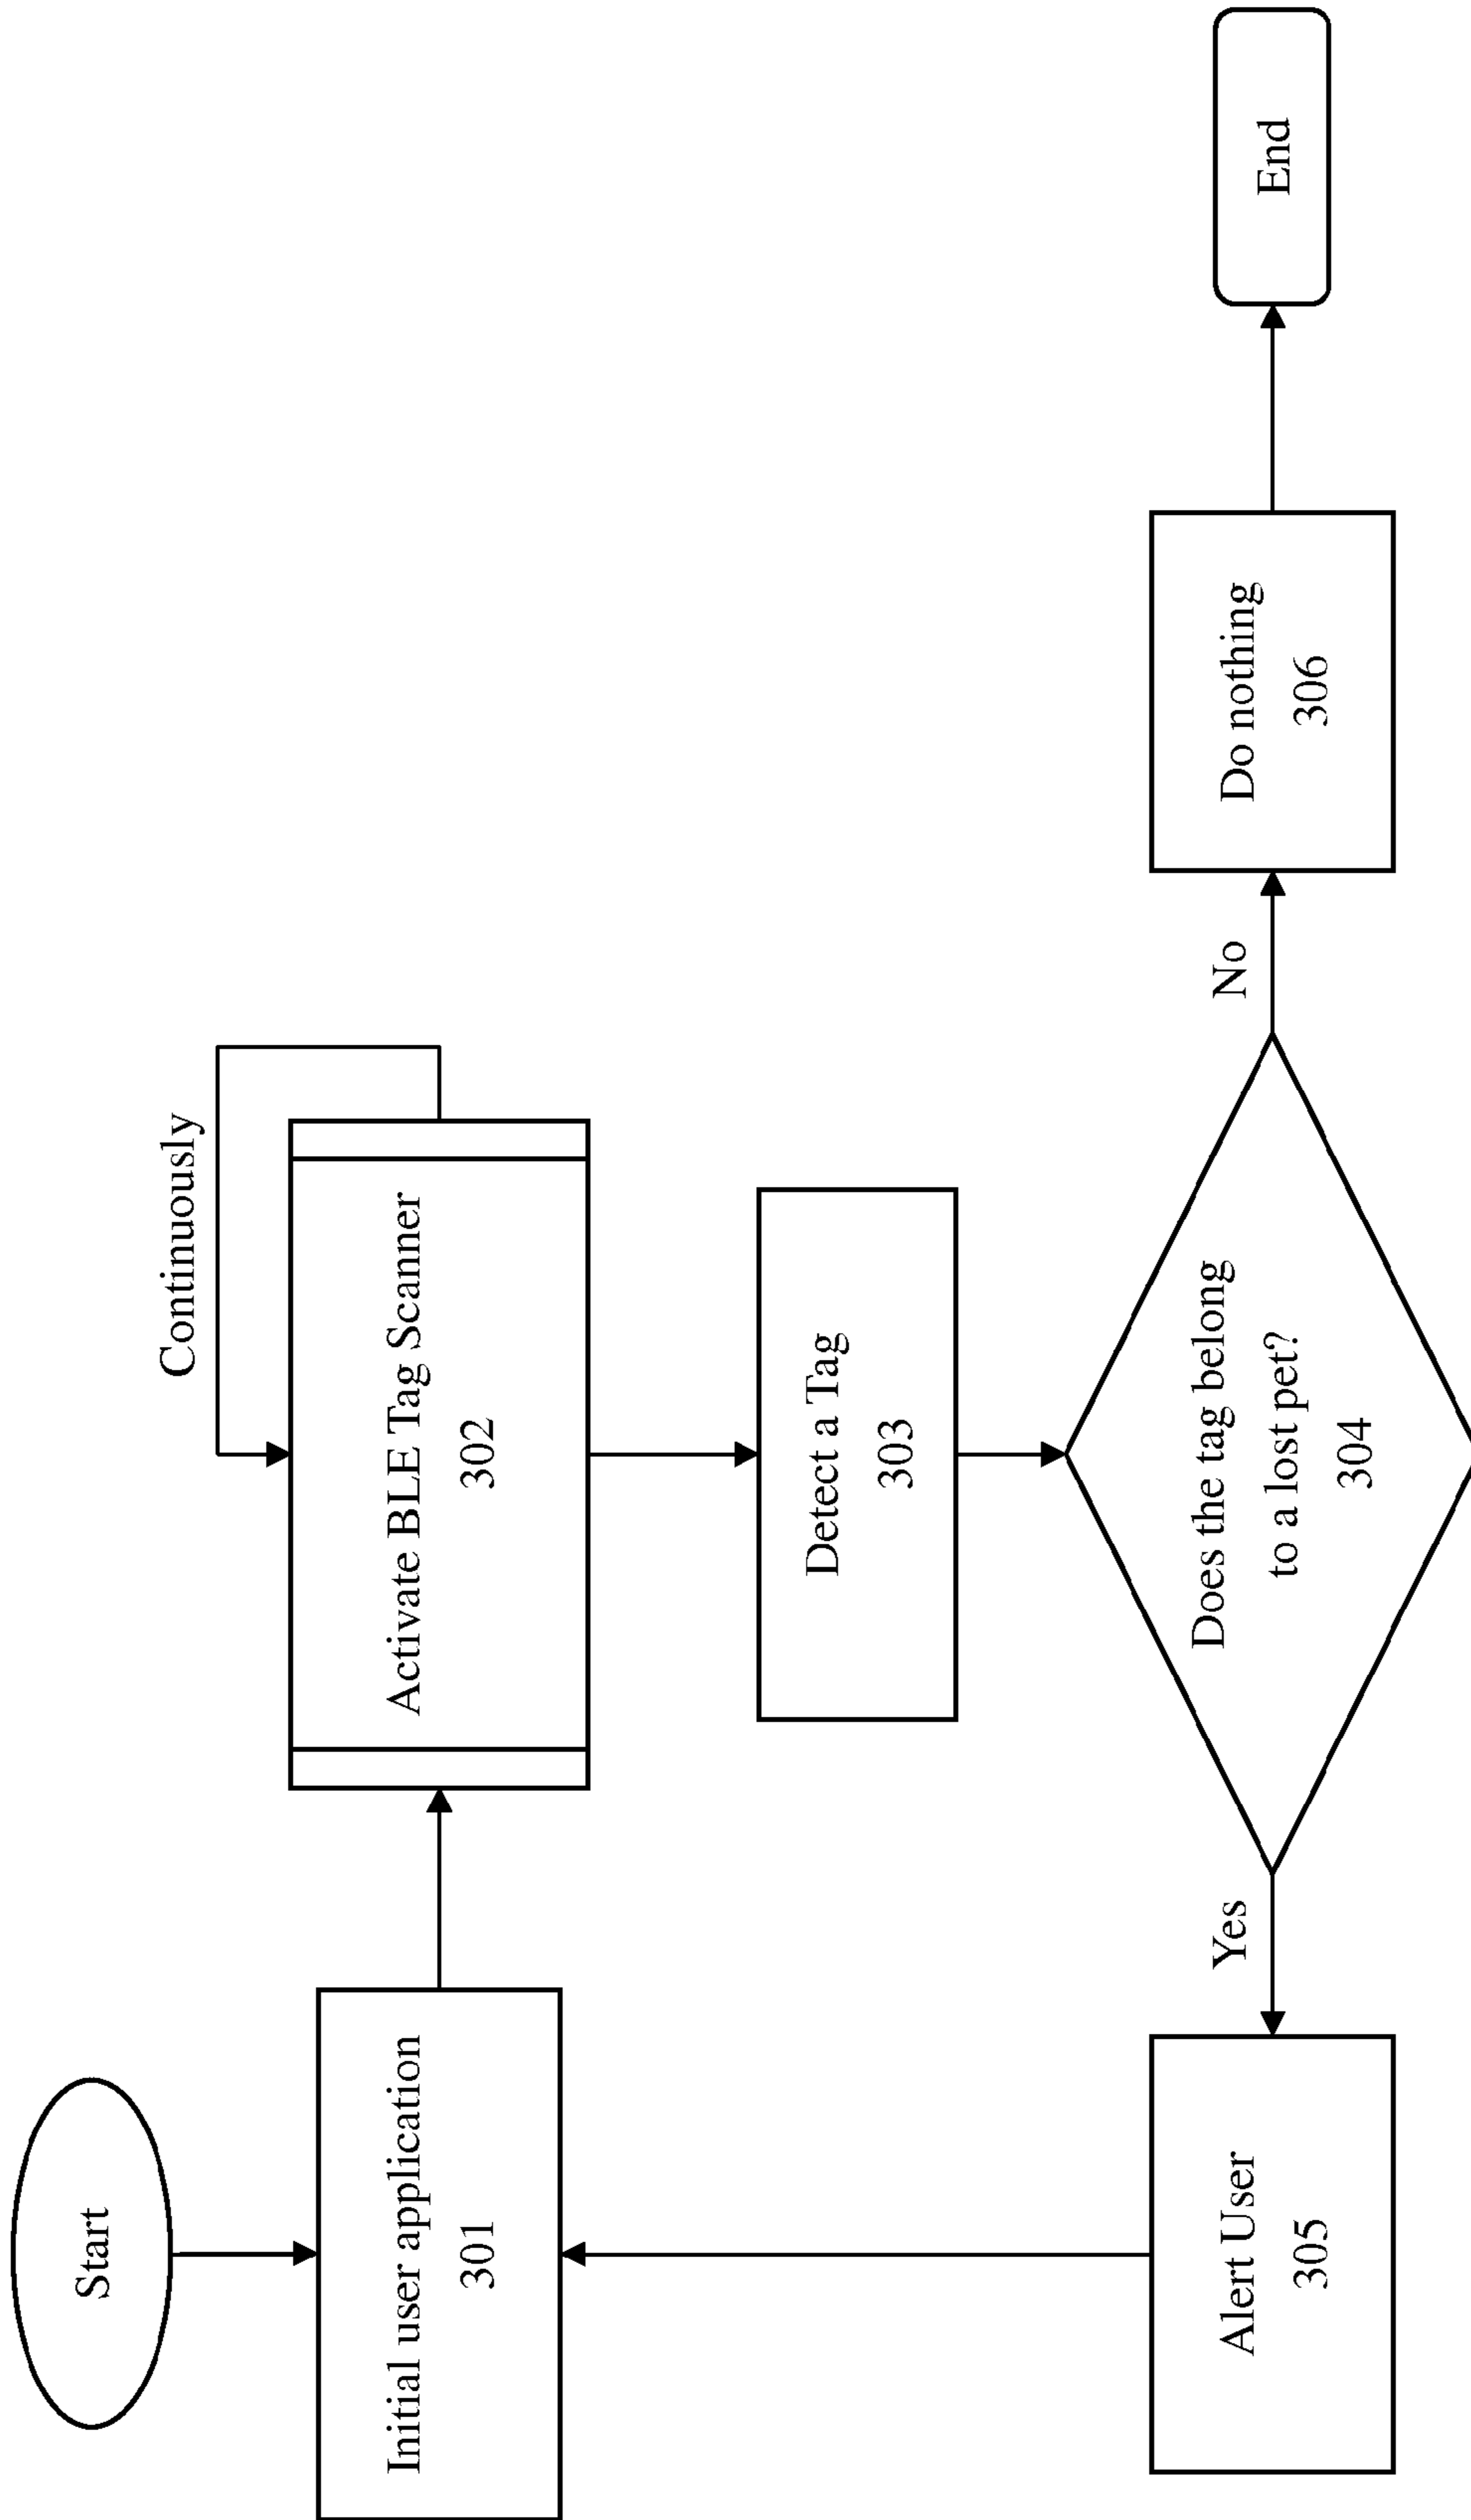 Start
Initial user application
301
Continuously
Activate BLE Tag Scanner
302
Detect a Tag
303
Does the tag belong
to a lost pet?
304
Yes
Alert User
305
No
Do nothing
306
End